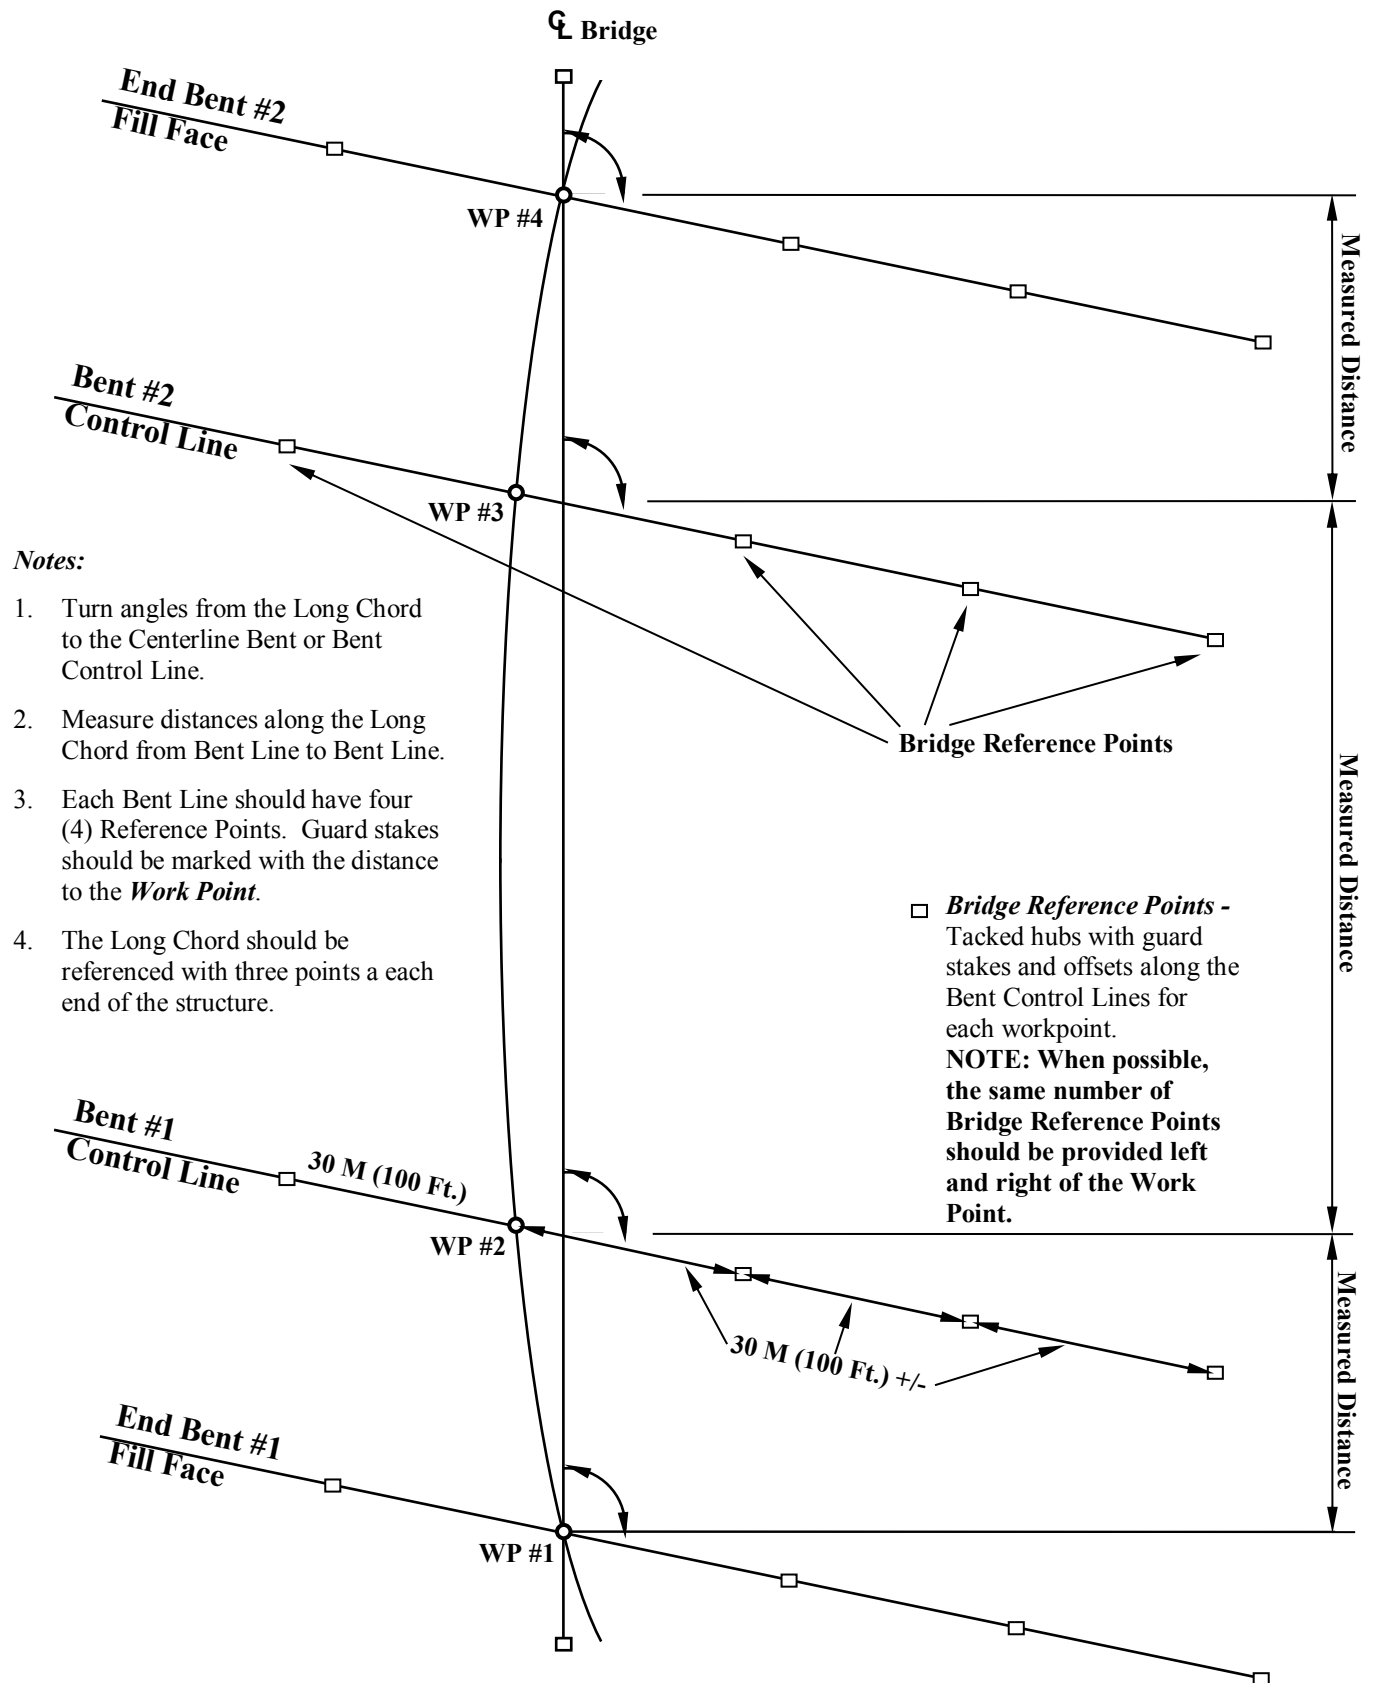 ℄ Bridge
End Bent #2
Fill Face
WP #4
Measured Distance
Bent #2
Control Line
WP #3
Notes:
1. Turn angles from the Long Chord
to the Centerline Bent or Bent
Control Line.
2. Measure distances along the Long
Chord from Bent Line to Bent Line.
3. Each Bent Line should have four
(4) Reference Points. Guard stakes
should be marked with the distance
to the Work Point.
4. The Long Chord should be
referenced with three points a each
end of the structure.
Bridge Reference Points
Measured Distance
Bridge Reference Points -
Tacked hubs with guard
stakes and offsets along the
Bent Control Lines for
each workpoint.
NOTE: When possible,
the same number of
Bridge Reference Points
should be provided left
and right of the Work
Point.
Bent #1
Control Line
30 M (100 Ft.)
WP #2
30 M (100 Ft.) +/-
Measured Distance
End Bent #1
Fill Face
WP #1